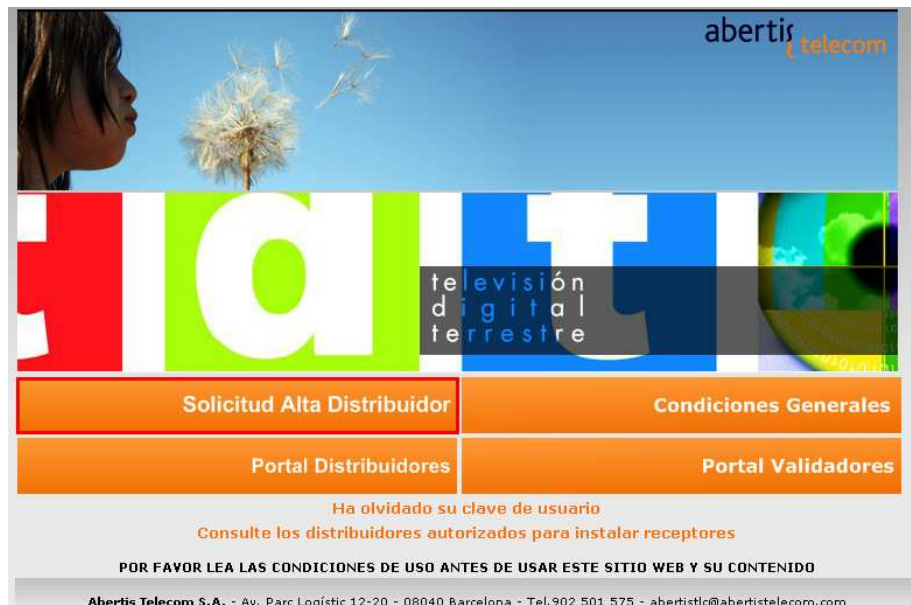 abertis telecom
t d t
televisión
digital
terrestre
Solicitud Alta Distribuidor
Condiciones Generales
Portal Distribuidores
Portal Validadores
Ha olvidado su clave de usuario
Consulte los distribuidores autorizados para instalar receptores
POR FAVOR LEA LAS CONDICIONES DE USO ANTES DE USAR ESTE SITIO WEB Y SU CONTENIDO
Abertis Telecom S.A. - Av. Parc Logístic 12-20 - 08040 Barcelona - Tel.902 501 575 - abertistlc@abertistelecom.com